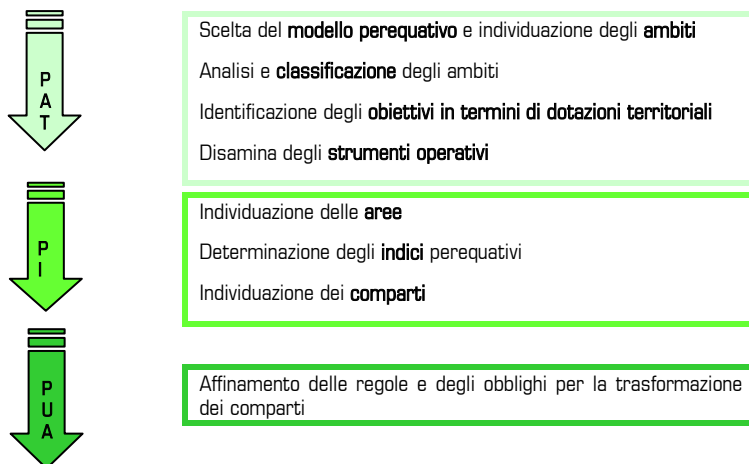 P
A
T
Scelta del modello perequativo e individuazione degli ambiti
Analisi e classificazione degli ambiti
Identificazione degli obiettivi in termini di dotazioni territoriali
Disamina degli strumenti operativi
P
I
Individuazione delle aree
Determinazione degli indici perequativi
Individuazione dei comparti
P
U
A
Affinamento delle regole e degli obblighi per la trasformazione
dei comparti